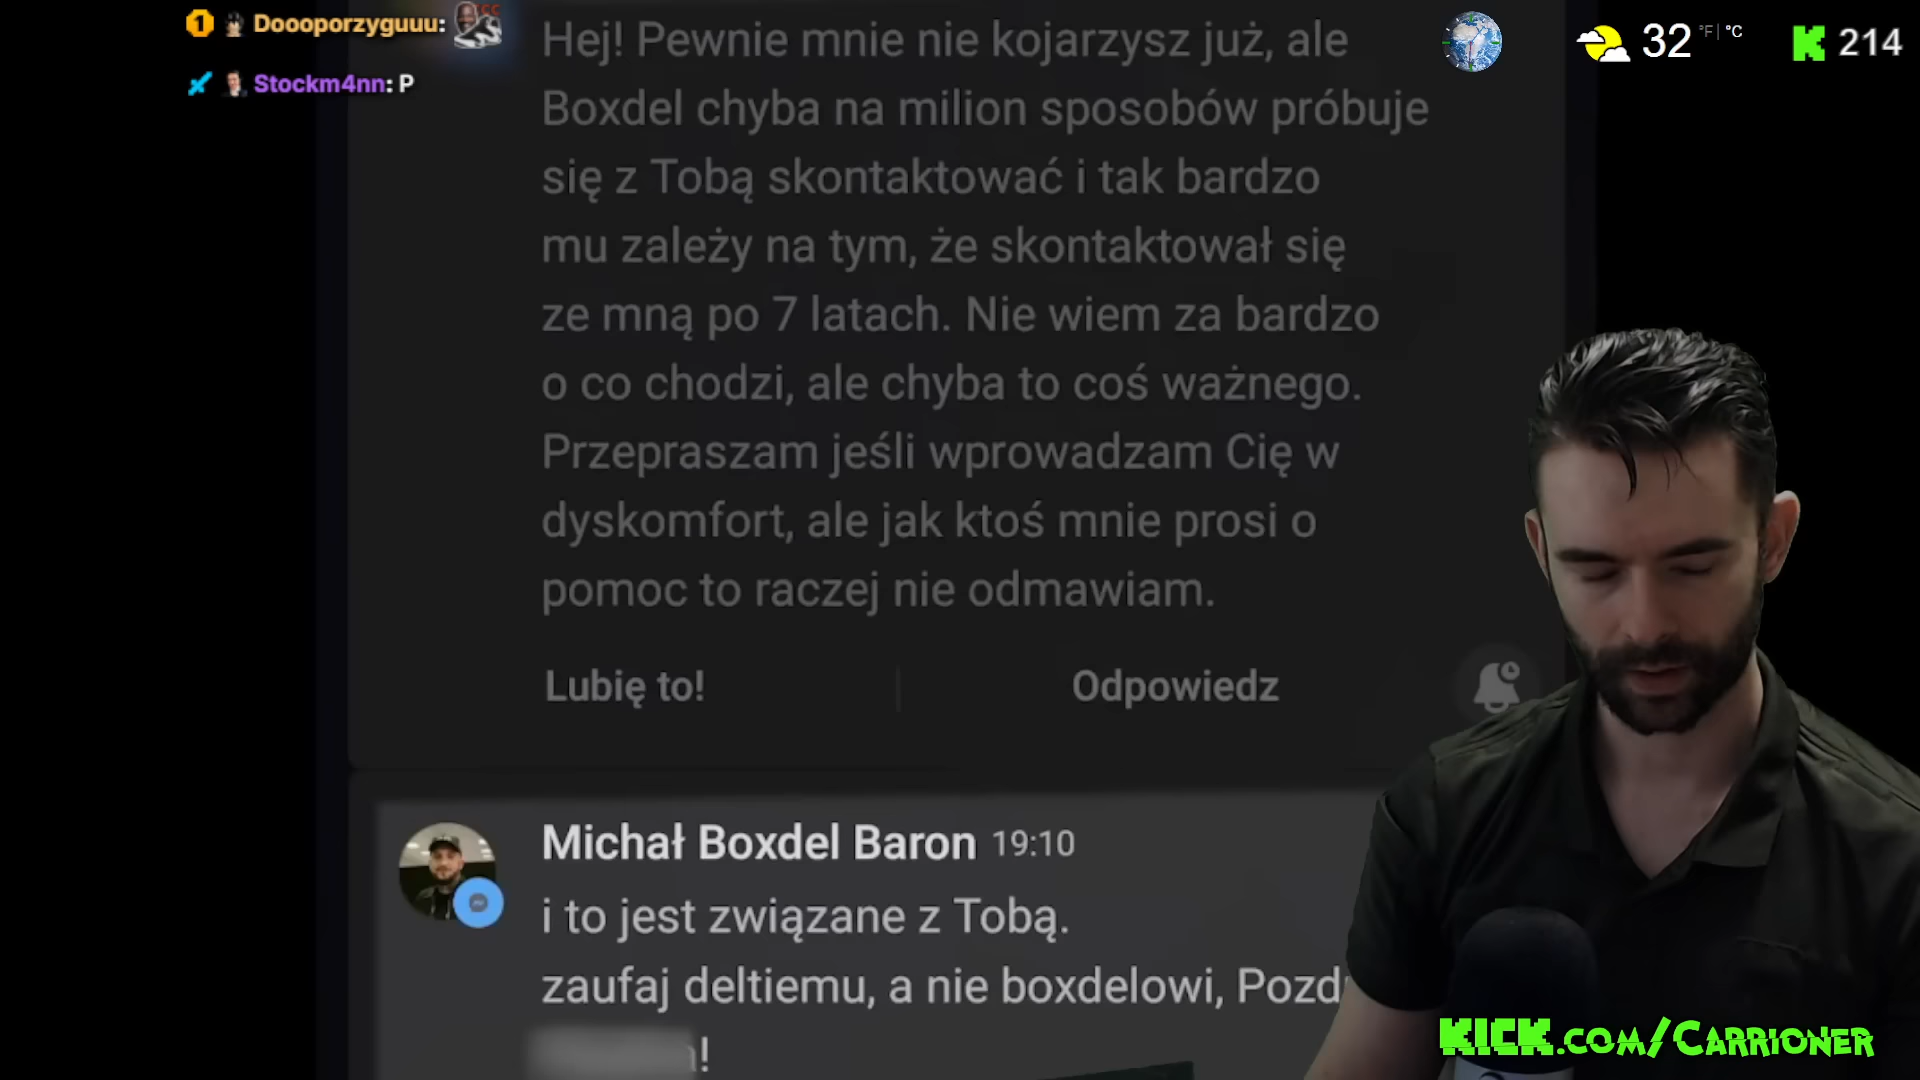 Doooporzyguuu:
Stockm4nn: P
32 °F | °C
214
Hej! Pewnie mnie nie kojarzysz już, ale
Boxdel chyba na milion sposobów próbuje
się z Tobą skontaktować i tak bardzo
mu zależy na tym, że skontaktował się
ze mną po 7 latach. Nie wiem za bardzo
o co chodzi, ale chyba to coś ważnego.
Przepraszam jeśli wprowadzam Cię w
dyskomfort, ale jak ktoś mnie prosi o
pomoc to raczej nie odmawiam.
Lubię to!
Odpowiedz
Michał Boxdel Baron 19:10
i to jest związane z Tobą.
zaufaj deltiemu, a nie boxdelowi, Pozd
!
KICK.com/Carrioner